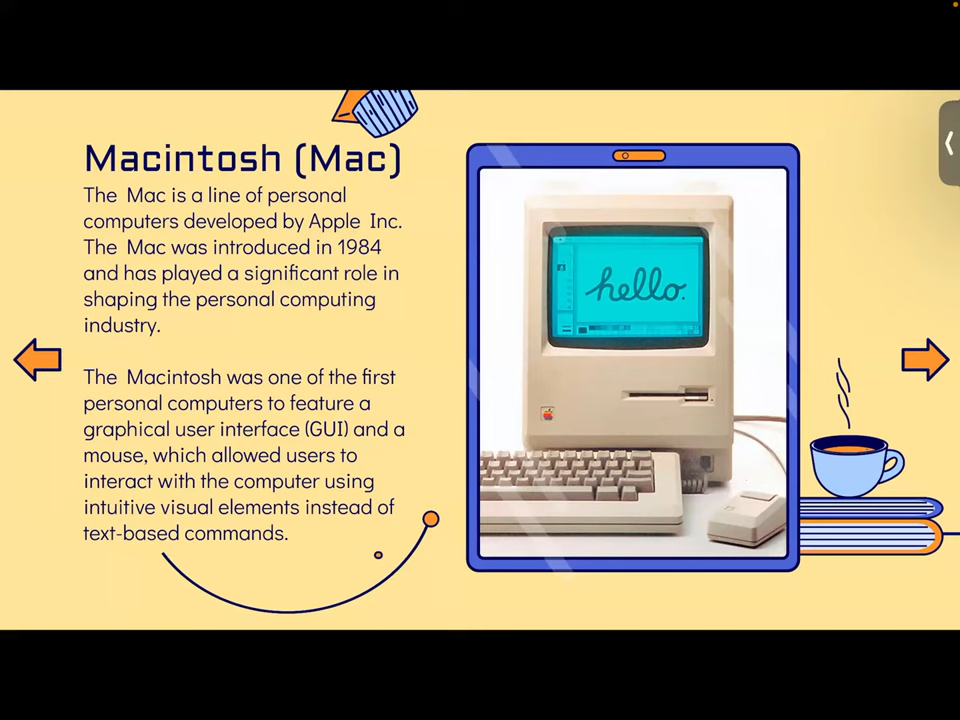 Macintosh (Mac)
The Mac is a line of personal
computers developed by Apple Inc.
The Mac was introduced in 1984
and has played a significant role in
shaping the personal computing
industry.
The Macintosh was one of the first
personal computers to feature a
graphical user interface (GUI) and a
mouse, which allowed users to
interact with the computer using
intuitive visual elements instead of
text-based commands.
hello.